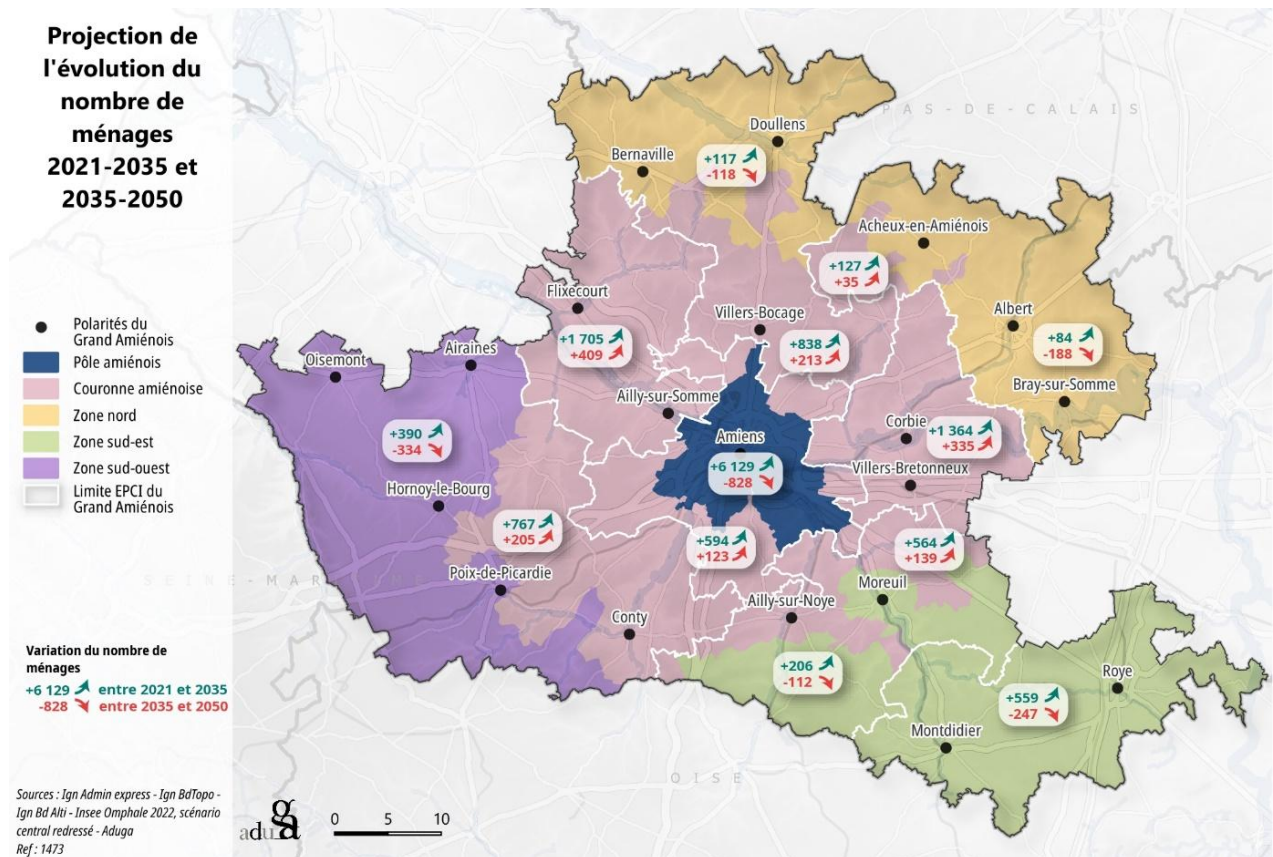 Projection de
l'évolution du
nombre de
ménages
2021-2035 et
2035-2050
Polarités du
Grand Amiénois
Pôle amiénois
Couronne amiénoise
Zone nord
Zone sud-est
Zone sud-ouest
Limite EPCI du
Grand Amiénois
Variation du nombre de
ménages
+6 129 entre 2021 et 2035
-828 entre 2035 et 2050
Sources : Ign Admin express - Ign BdTopo -
Ign Bd Alti - Insee Omphale 2022, scénario
central redressé - Aduga
Ref : 1473
aduga
0 5 10
PAS-DE-CALAIS
Doullens
Bernaville
+117
-118
Acheux-en-Amiénois
+127
+35
Flixecourt
Villers-Bocage
Albert
+1 705
+409
+838
+213
+84
-188
Oisemont
Airaines
Bray-sur-Somme
Ailly-sur-Somme
+390
-334
Amiens
+6 129
-828
Corbie
+1 364
+335
Villers-Bretonneux
Hornoy-le-Bourg
+767
+205
+594
+123
+564
+139
SEINE-MARITIME
Poix-de-Picardie
Moreuil
Ailly-sur-Noye
Conty
+206
-112
Roye
+559
-247
Montdidier
OISE